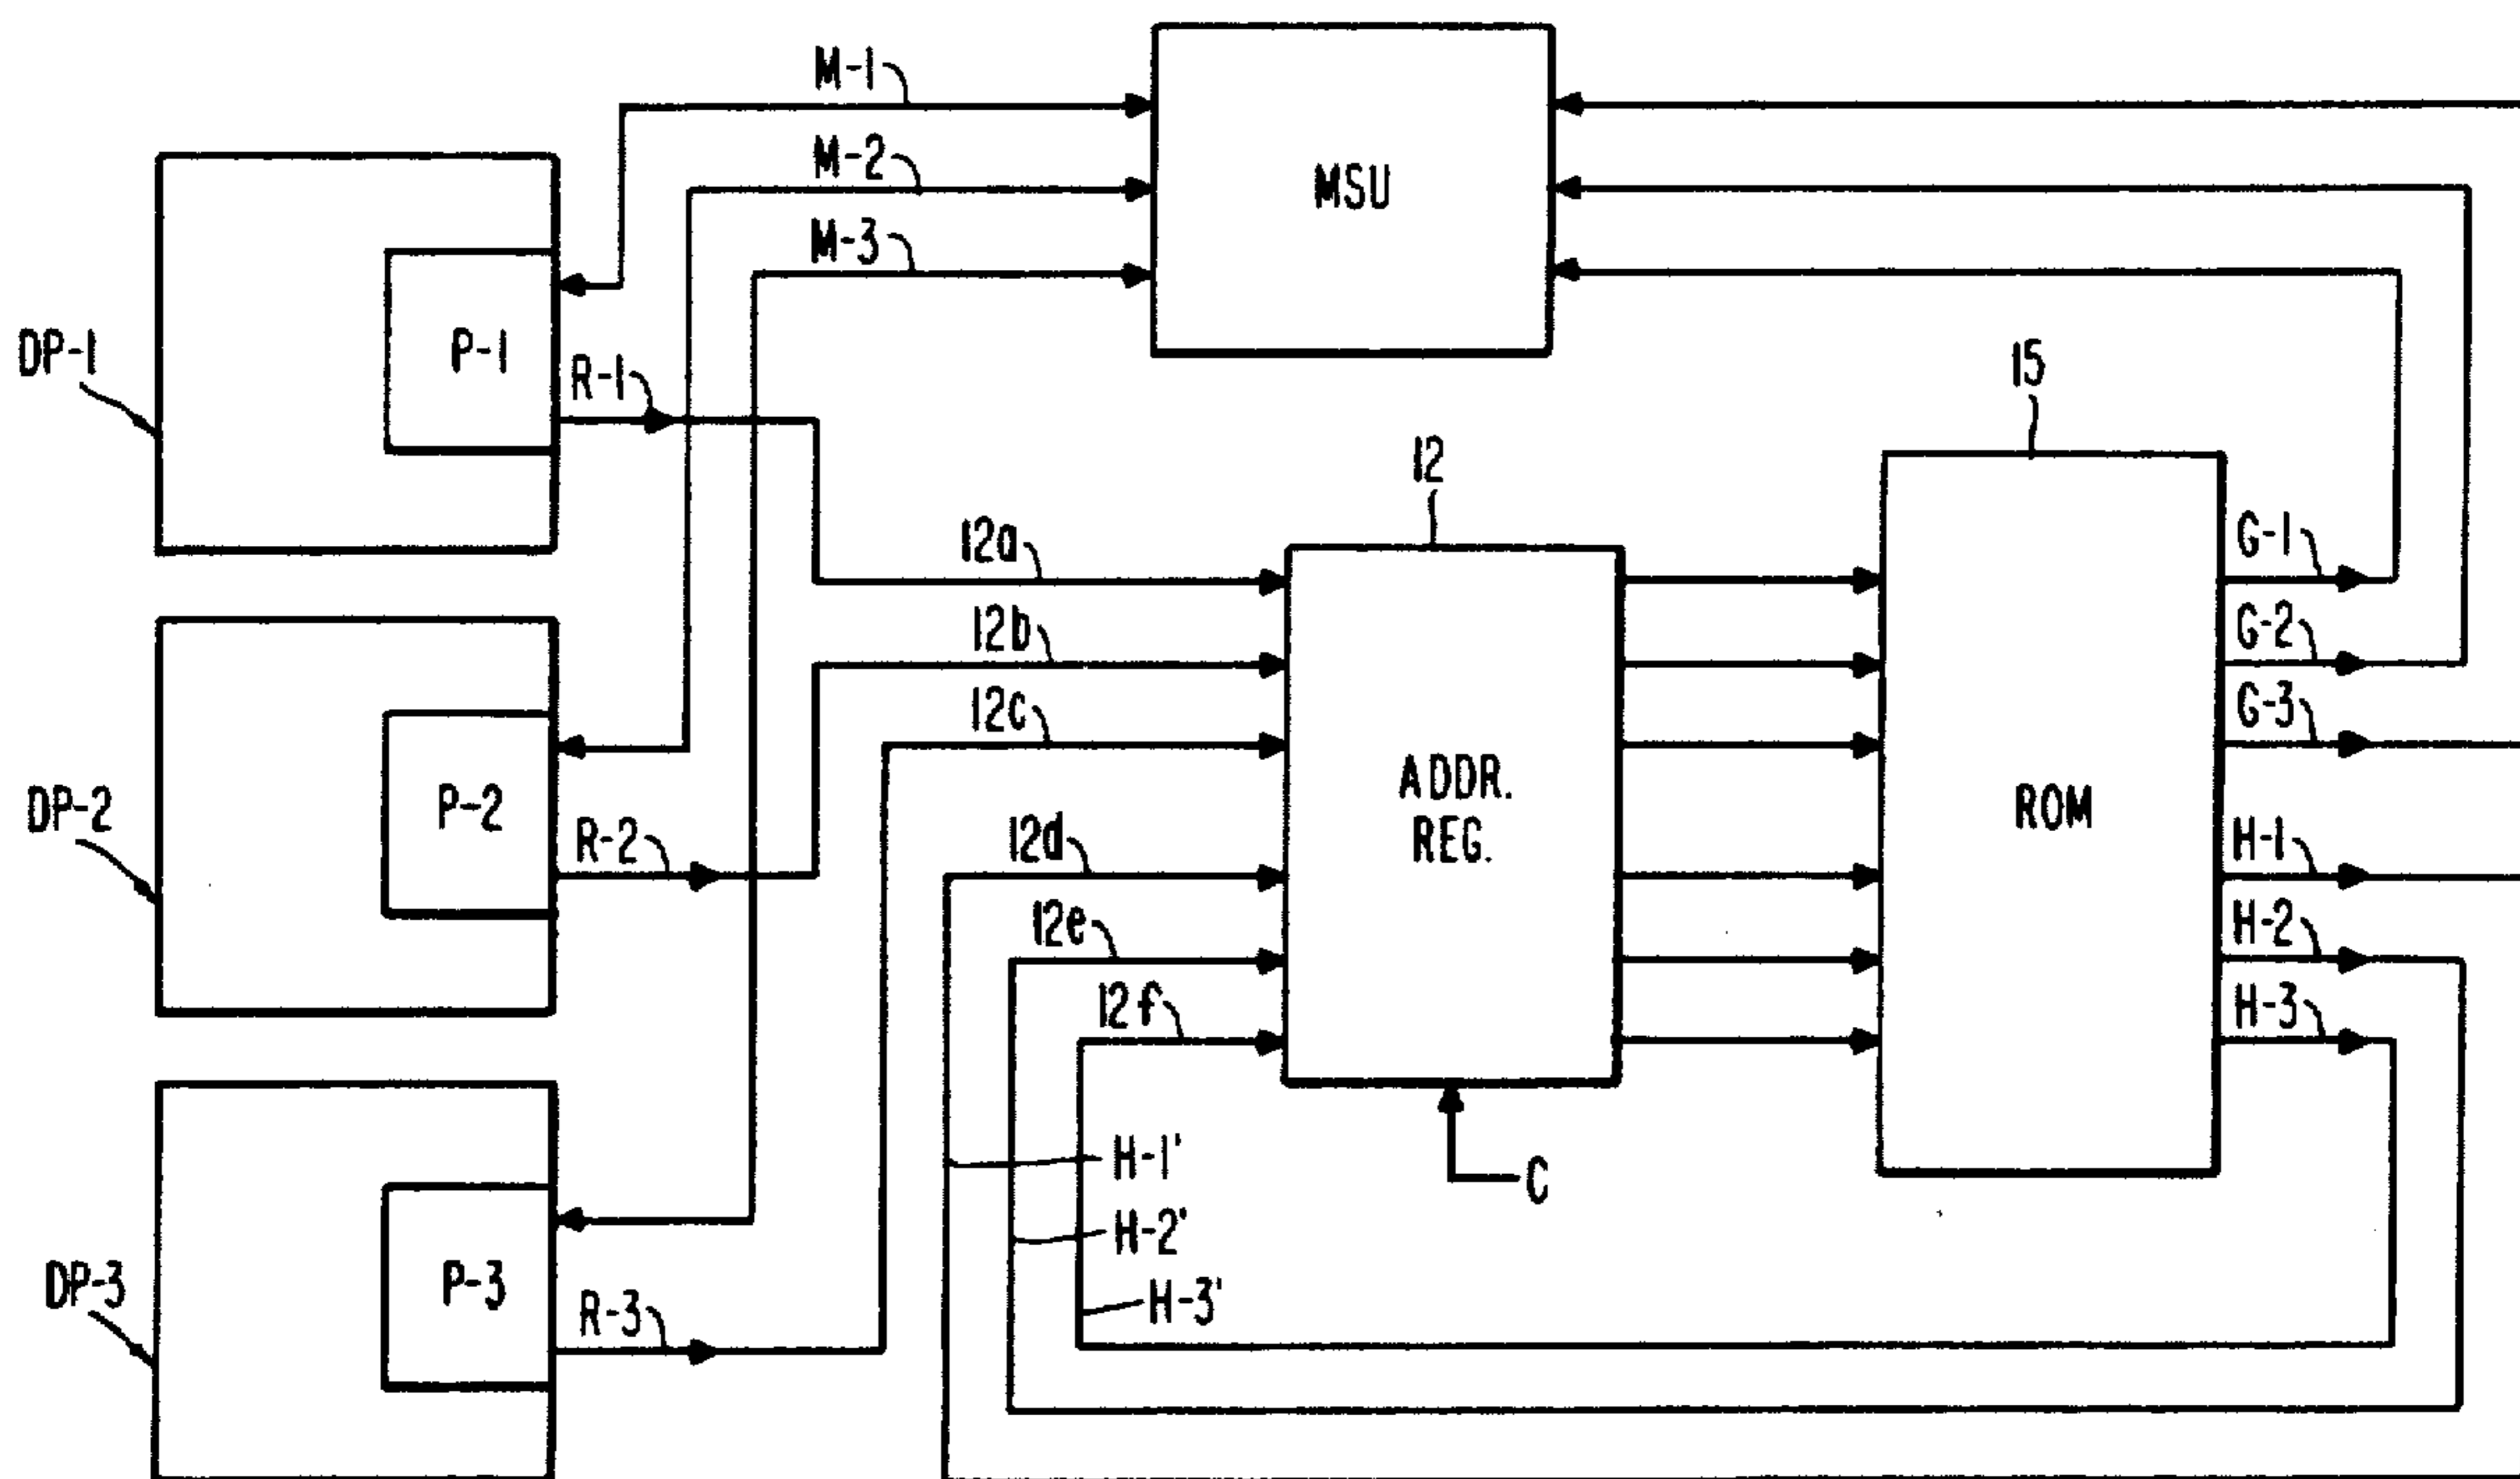 M-1
M-2
M-3
MSU
DP-1
P-1
R-1
15
12
12a
12b
12c
12d
12e
12f
G-1
G-2
G-3
H-1
H-2
H-3
DP-2
P-2
R-2
ADDR.
REG.
ROM
H-1'
H-2'
H-3'
C
DP-3
P-3
R-3